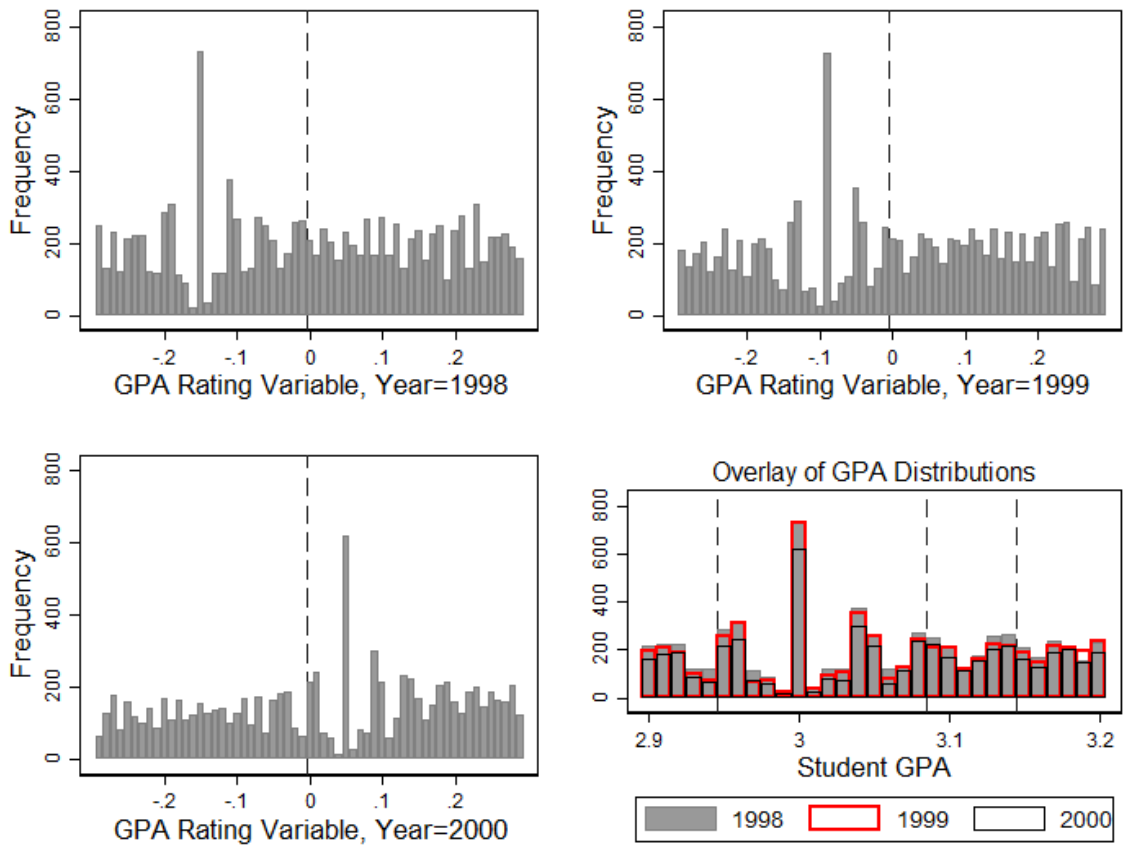 Frequency
800
600
400
200
0
-.2 -.1 0 .1 .2
GPA Rating Variable, Year=1998
Frequency
800
600
400
200
0
-.2 -.1 0 .1 .2
GPA Rating Variable, Year=1999
Frequency
800
600
400
200
0
-.2 -.1 0 .1 .2
GPA Rating Variable, Year=2000
Overlay of GPA Distributions
800
600
400
200
0
2.9 3 3.1 3.2
Student GPA
1998 1999 2000